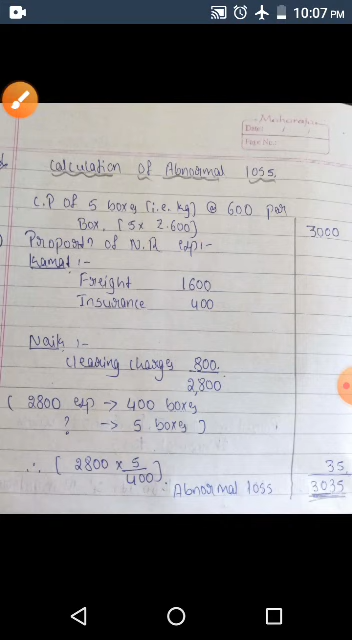 10:07 PM
Date: / /
Calculation of Abnormal loss.
C.P of 5 boxes [i.e. kg] @ 600 per
Box. [5 x 2.600] 3000
Proportn of N.R exp:-
Kamat :-
Freight 1600
Insurance 400
Naik :-
clearing charges 800.
2,800
( 2800 exp → 400 boxes
? → 5 boxes ]
∴ [ 2800 x 5/400 ]. 35.
Abnormal loss 3035